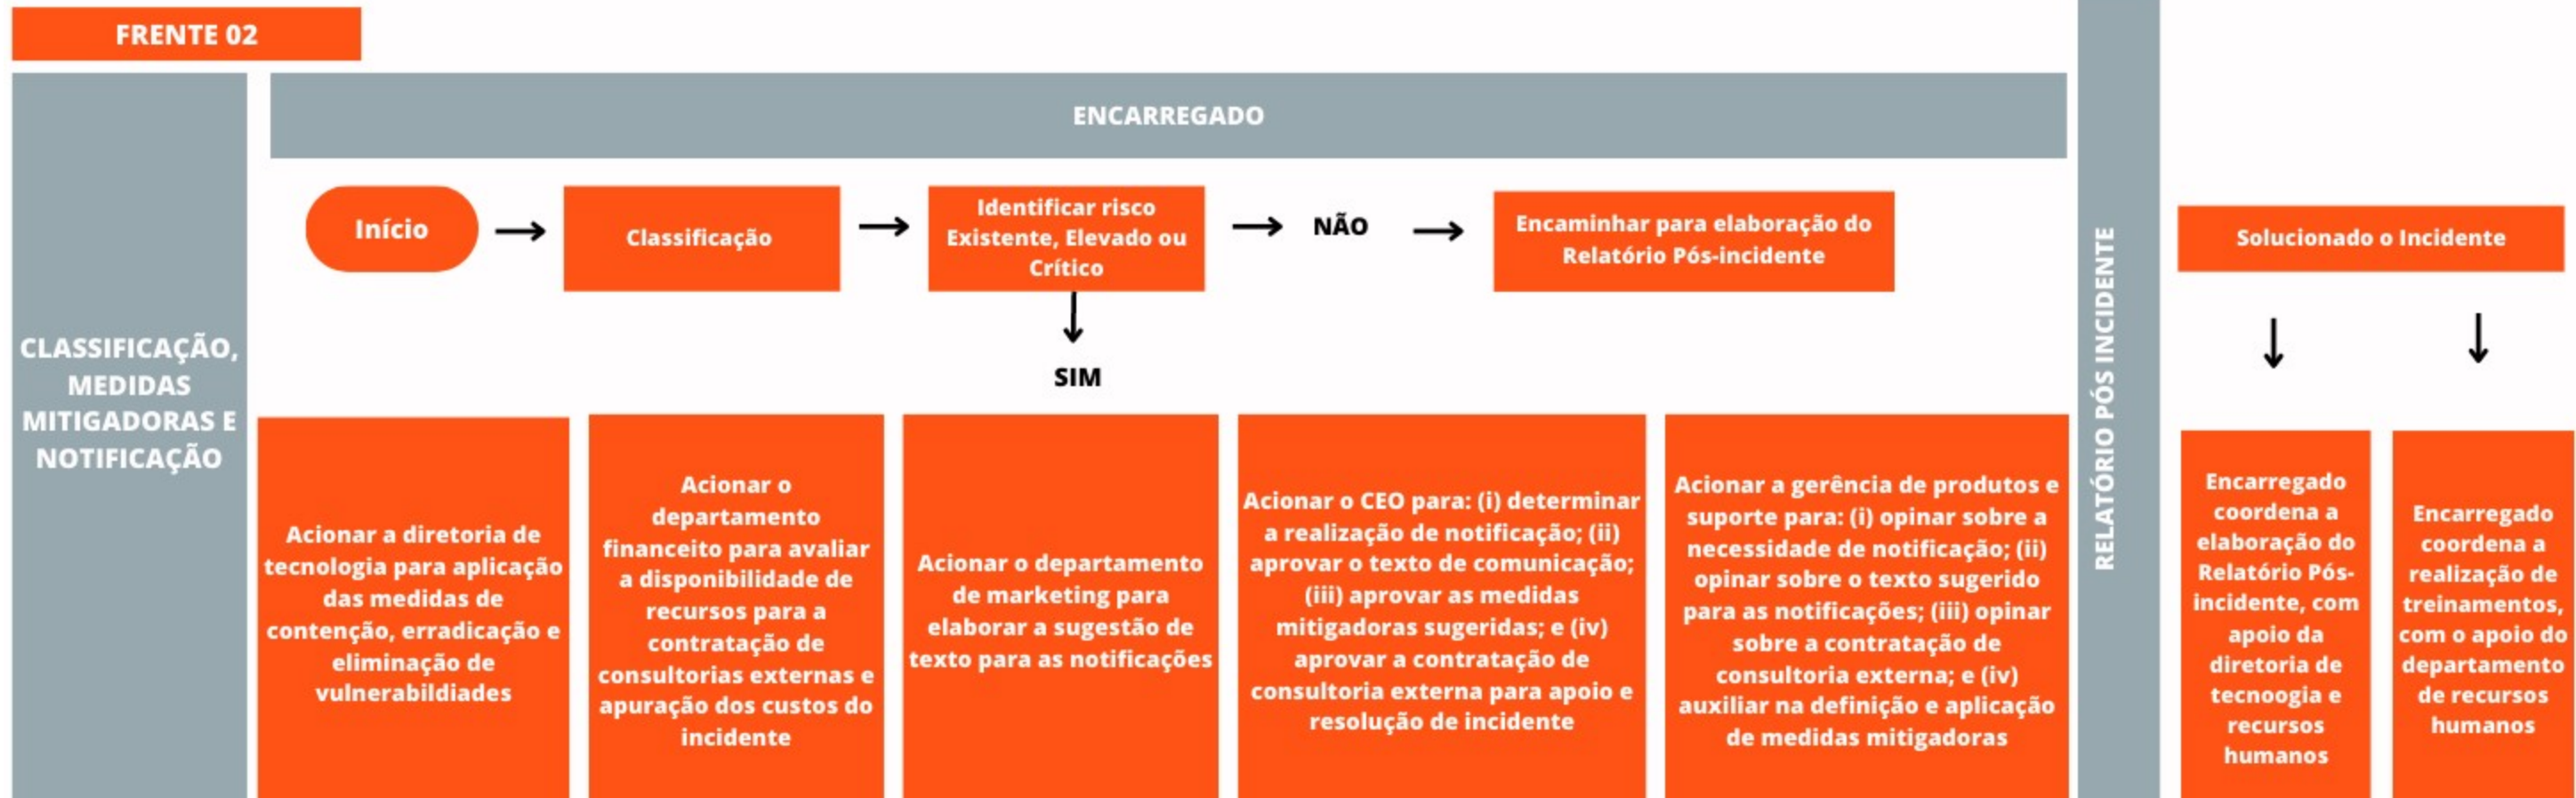 FRENTE 02
CLASSIFICAÇÃO,
MEDIDAS
MITIGADORAS E
NOTIFICAÇÃO
ENCARREGADO
Início
Classificação
Identificar risco
Existente, Elevado ou
Crítico
NÃO
Encaminhar para elaboração do
Relatório Pós-incidente
SIM
Acionar a diretoria de
tecnologia para aplicação
das medidas de
contenção, erradicação e
eliminação de
vulnerabildiades
Acionar o
departamento
financeito para avaliar
a disponibilidade de
recursos para a
contratação de
consultorias externas e
apuração dos custos do
incidente
Acionar o departamento
de marketing para
elaborar a sugestão de
texto para as notificações
Acionar o CEO para: (i) determinar
a realização de notificação; (ii)
aprovar o texto de comunicação;
(iii) aprovar as medidas
mitigadoras sugeridas; e (iv)
aprovar a contratação de
consultoria externa para apoio e
resolução de incidente
Acionar a gerência de produtos e
suporte para: (i) opinar sobre a
necessidade de notificação; (ii)
opinar sobre o texto sugerido
para as notificações; (iii) opinar
sobre a contratação de
consultoria externa; e (iv)
auxiliar na definição e aplicação
de medidas mitigadoras
RELATÓRIO PÓS INCIDENTE
Solucionado o Incidente
Encarregado
coordena a
elaboração do
Relatório Pós-
incidente, com
apoio da
diretoria de
tecnoogia e
recursos
humanos
Encarregado
coordena a
realização de
treinamentos,
com o apoio do
departamento
de recursos
humanos